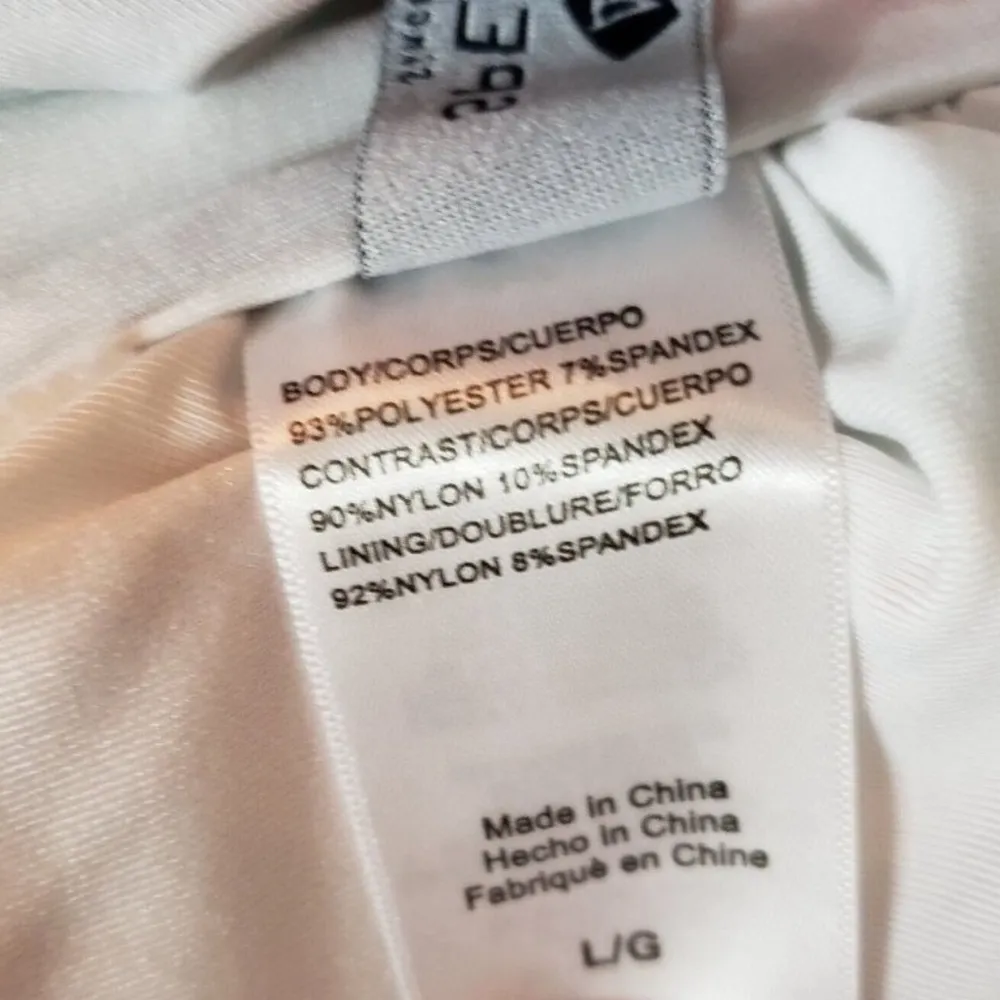 BODY/CORPS/CUERPO
93%POLYESTER 7%SPANDEX
CONTRAST/CORPS/CUERPO
90%NYLON 10%SPANDEX
LINING/DOUBLURE/FORRO
92%NYLON 8%SPANDEX
Made in China
Hecho in China
Fabriquè en Chine
L/G